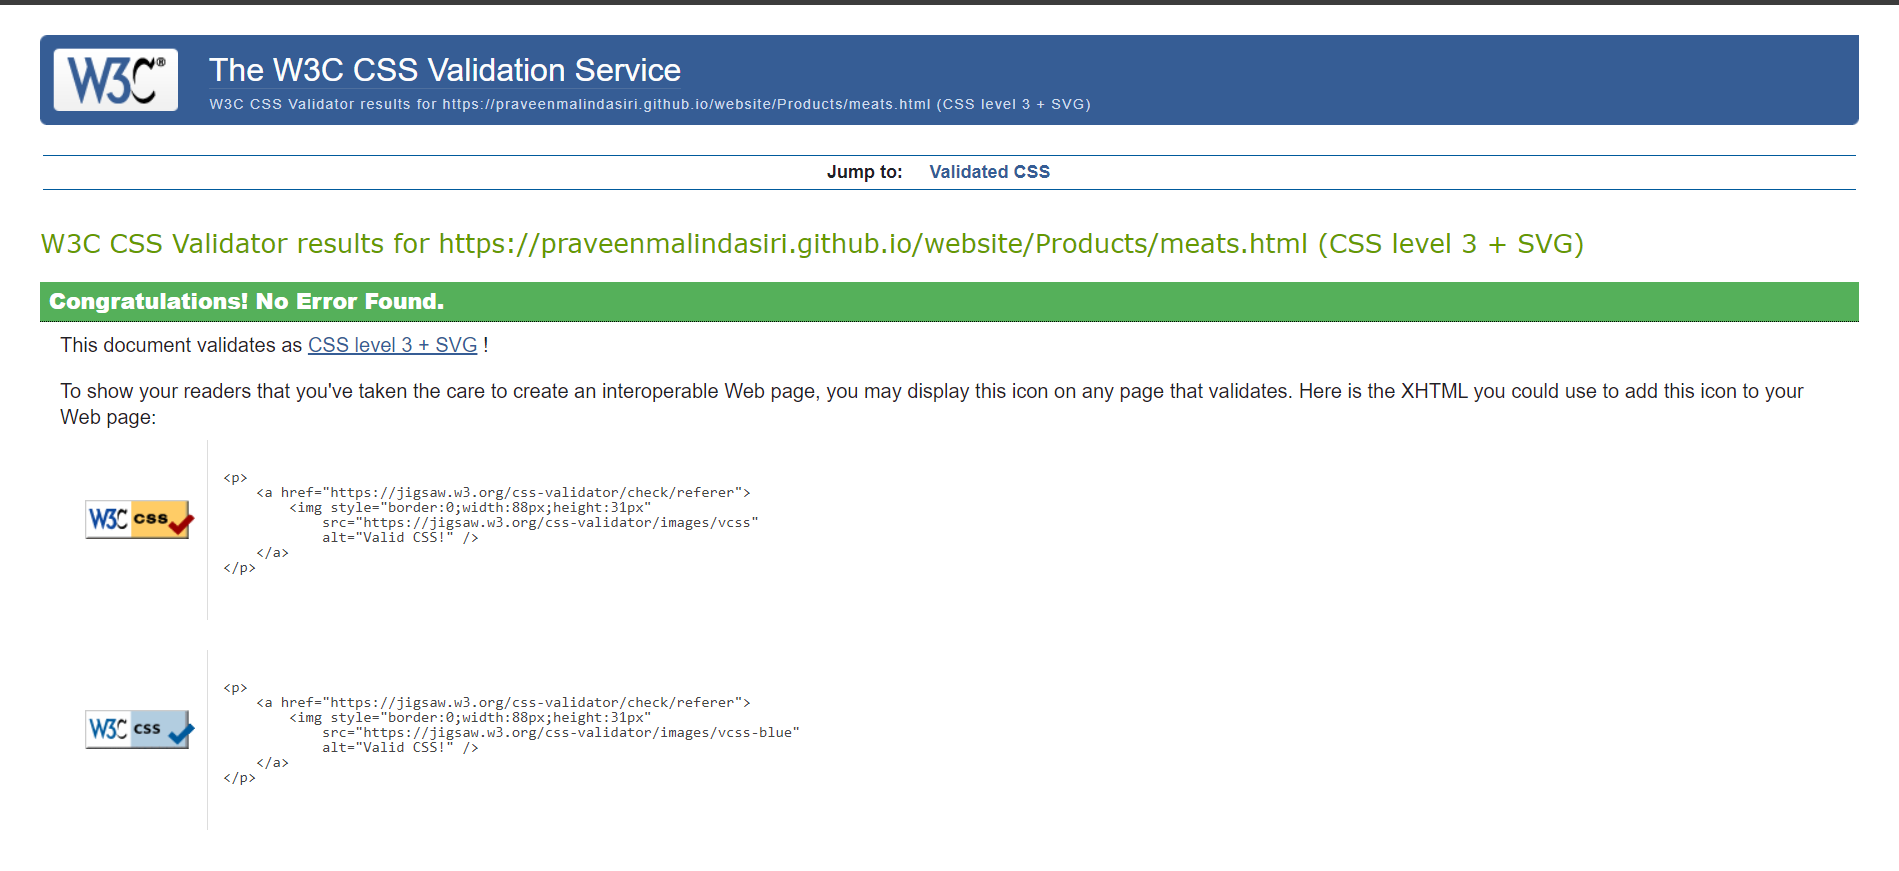 W3C®
The W3C CSS Validation Service
W3C CSS Validator results for https://praveenmalindasiri.github.io/website/Products/meats.html (CSS level 3 + SVG)
Jump to: Validated CSS
W3C CSS Validator results for https://praveenmalindasiri.github.io/website/Products/meats.html (CSS level 3 + SVG)
Congratulations! No Error Found.
This document validates as CSS level 3 + SVG !
To show your readers that you've taken the care to create an interoperable Web page, you may display this icon on any page that validates. Here is the XHTML you could use to add this icon to your
Web page:
W3C css
<p>
    <a href="https://jigsaw.w3.org/css-validator/check/referer">
        <img style="border:0;width:88px;height:31px"
            src="https://jigsaw.w3.org/css-validator/images/vcss"
            alt="Valid CSS!" />
    </a>
</p>
W3C css
<p>
    <a href="https://jigsaw.w3.org/css-validator/check/referer">
        <img style="border:0;width:88px;height:31px"
            src="https://jigsaw.w3.org/css-validator/images/vcss-blue"
            alt="Valid CSS!" />
    </a>
</p>